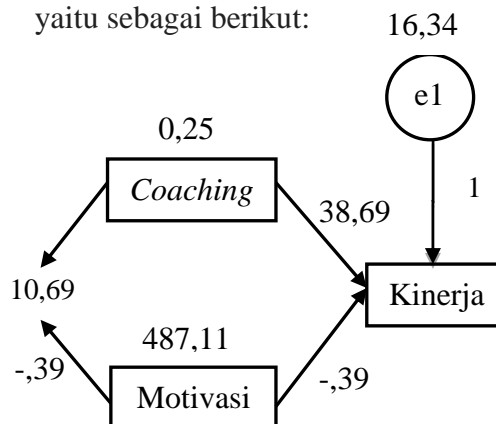 yaitu sebagai berikut:
16,34
e1
0,25
Coaching
1
38,69
10,69
Kinerja
487,11
-,39
-,39
Motivasi